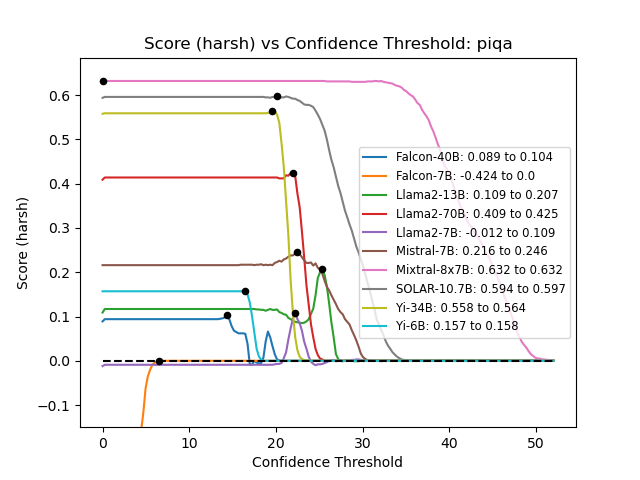 Score (harsh) vs Confidence Threshold: piqa
Score (harsh)
0.6
0.5
0.4
0.3
0.2
0.1
0.0
−0.1
Falcon-40B: 0.089 to 0.104
Falcon-7B: -0.424 to 0.0
Llama2-13B: 0.109 to 0.207
Llama2-70B: 0.409 to 0.425
Llama2-7B: -0.012 to 0.109
Mistral-7B: 0.216 to 0.246
Mixtral-8x7B: 0.632 to 0.632
SOLAR-10.7B: 0.594 to 0.597
Yi-34B: 0.558 to 0.564
Yi-6B: 0.157 to 0.158
0 10 20 30 40 50
Confidence Threshold